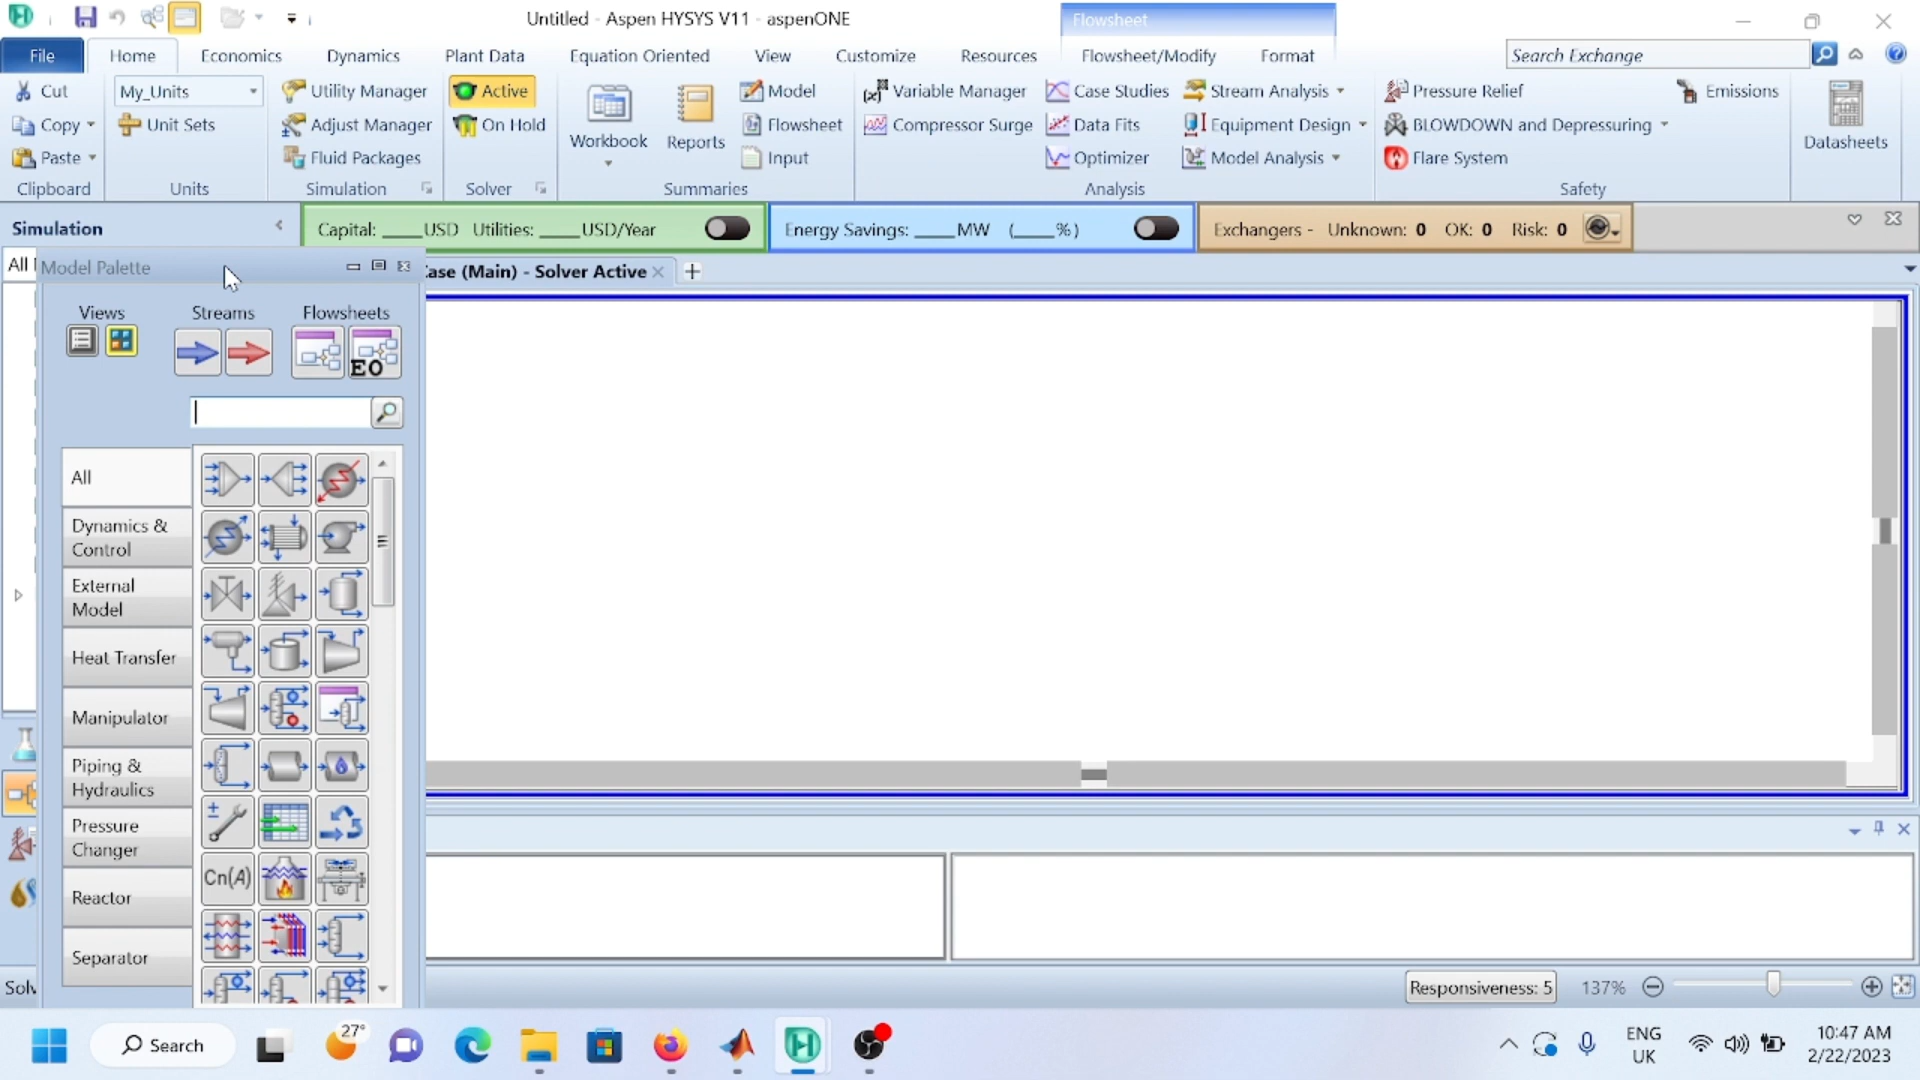 Untitled - Aspen HYSYS V11 - aspenONE
Flowsheet
File
Home
Economics
Dynamics
Plant Data
Equation Oriented
View
Customize
Resources
Flowsheet/Modify
Format
Search Exchange
Cut
Copy
Paste
Clipboard
My_Units
Unit Sets
Units
Utility Manager
Adjust Manager
Fluid Packages
Simulation
Active
On Hold
Solver
Workbook
Reports
Model
Flowsheet
Input
Summaries
Variable Manager
Compressor Surge
Case Studies
Data Fits
Optimizer
Stream Analysis
Equipment Design
Model Analysis
Analysis
Pressure Relief
BLOWDOWN and Depressuring
Flare System
Emissions
Safety
Datasheets
Simulation
Capital: ____USD Utilities: ____USD/Year
Energy Savings: ____MW (____%)
Exchangers - Unknown: 0 OK: 0 Risk: 0
All
Model Palette
Case (Main) - Solver Active
Views
Streams
Flowsheets
EO
All
Dynamics & Control
External Model
Heat Transfer
Manipulator
Piping & Hydraulics
Pressure Changer
Reactor
Separator
Cn(A)
Solv
Responsiveness: 5
137%
27°
Search
ENG
UK
10:47 AM
2/22/2023